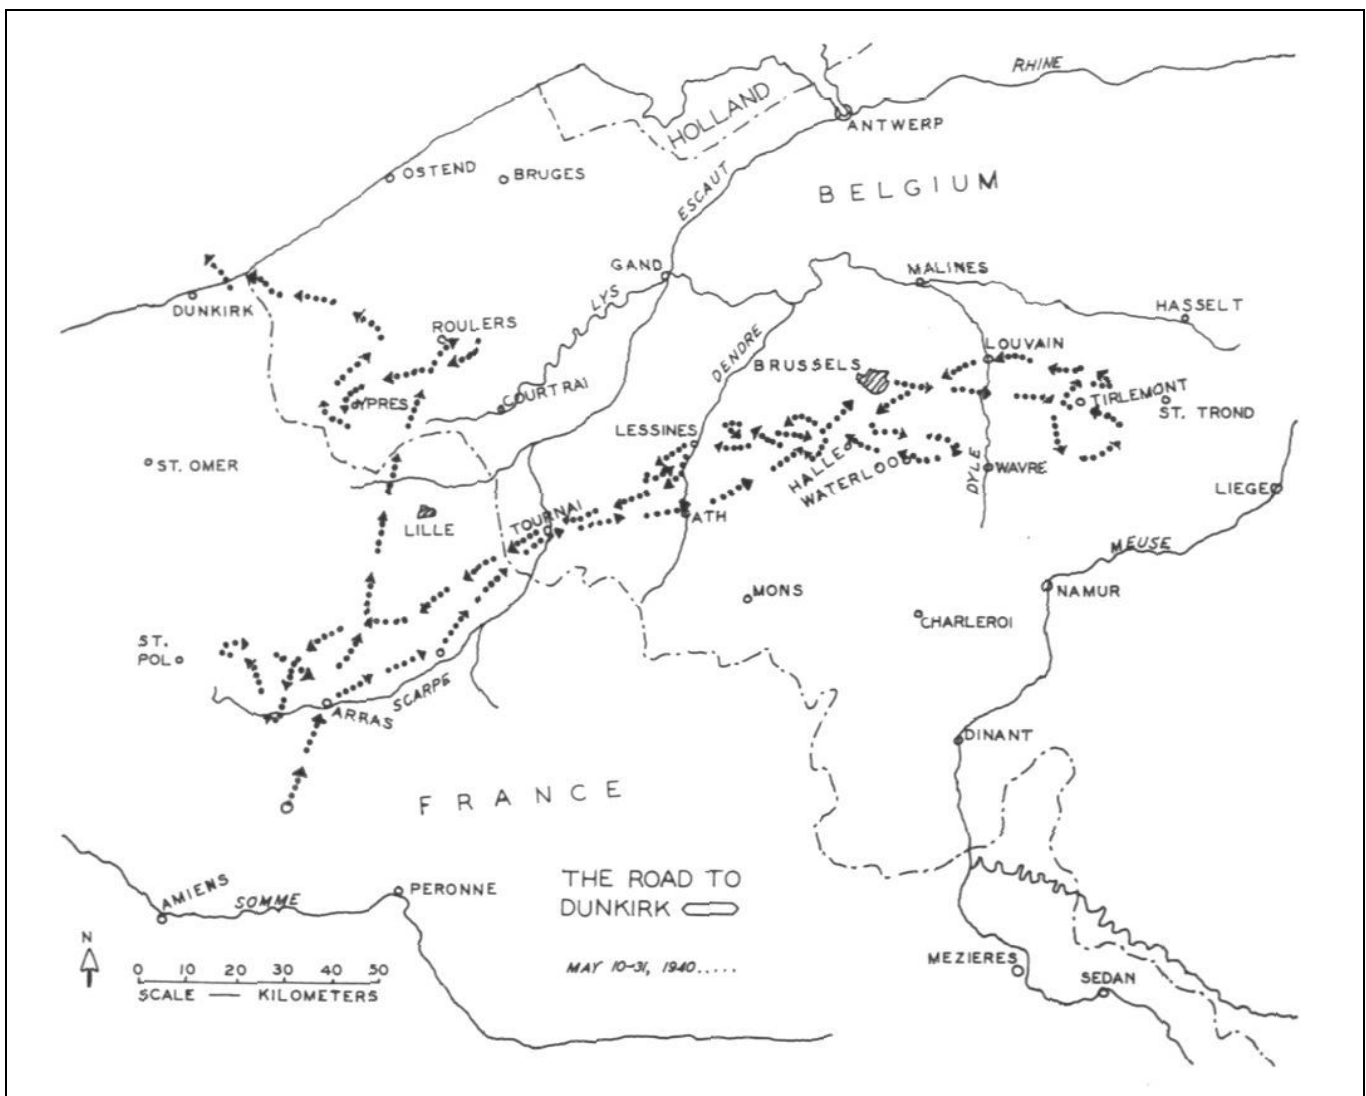 RHINE
HOLLAND
ANTWERP
OSTEND
BRUGES
ESCAUT
BELGIUM
GAND
MALINES
LYS
HASSELT
DUNKIRK
ROULERS
DENDRE
LOUVAIN
BRUSSELS
YPRES
COURTRAI
TIRLEMONT
ST. TROND
LESSINES
ST. OMER
HALLE
WATERLOO
DYLE
WAVRE
LIEGE
LILLE
TOURNAI
ATH
MEUSE
MONS
NAMUR
CHARLEROI
ST.
POL
SCARPE
ARRAS
DINANT
FRANCE
THE ROAD TO
DUNKIRK
AMIENS
SOMME
PERONNE
MAY 10-31, 1940.....
N
0 10 20 30 40 50
SCALE — KILOMETERS
MEZIERES
SEDAN